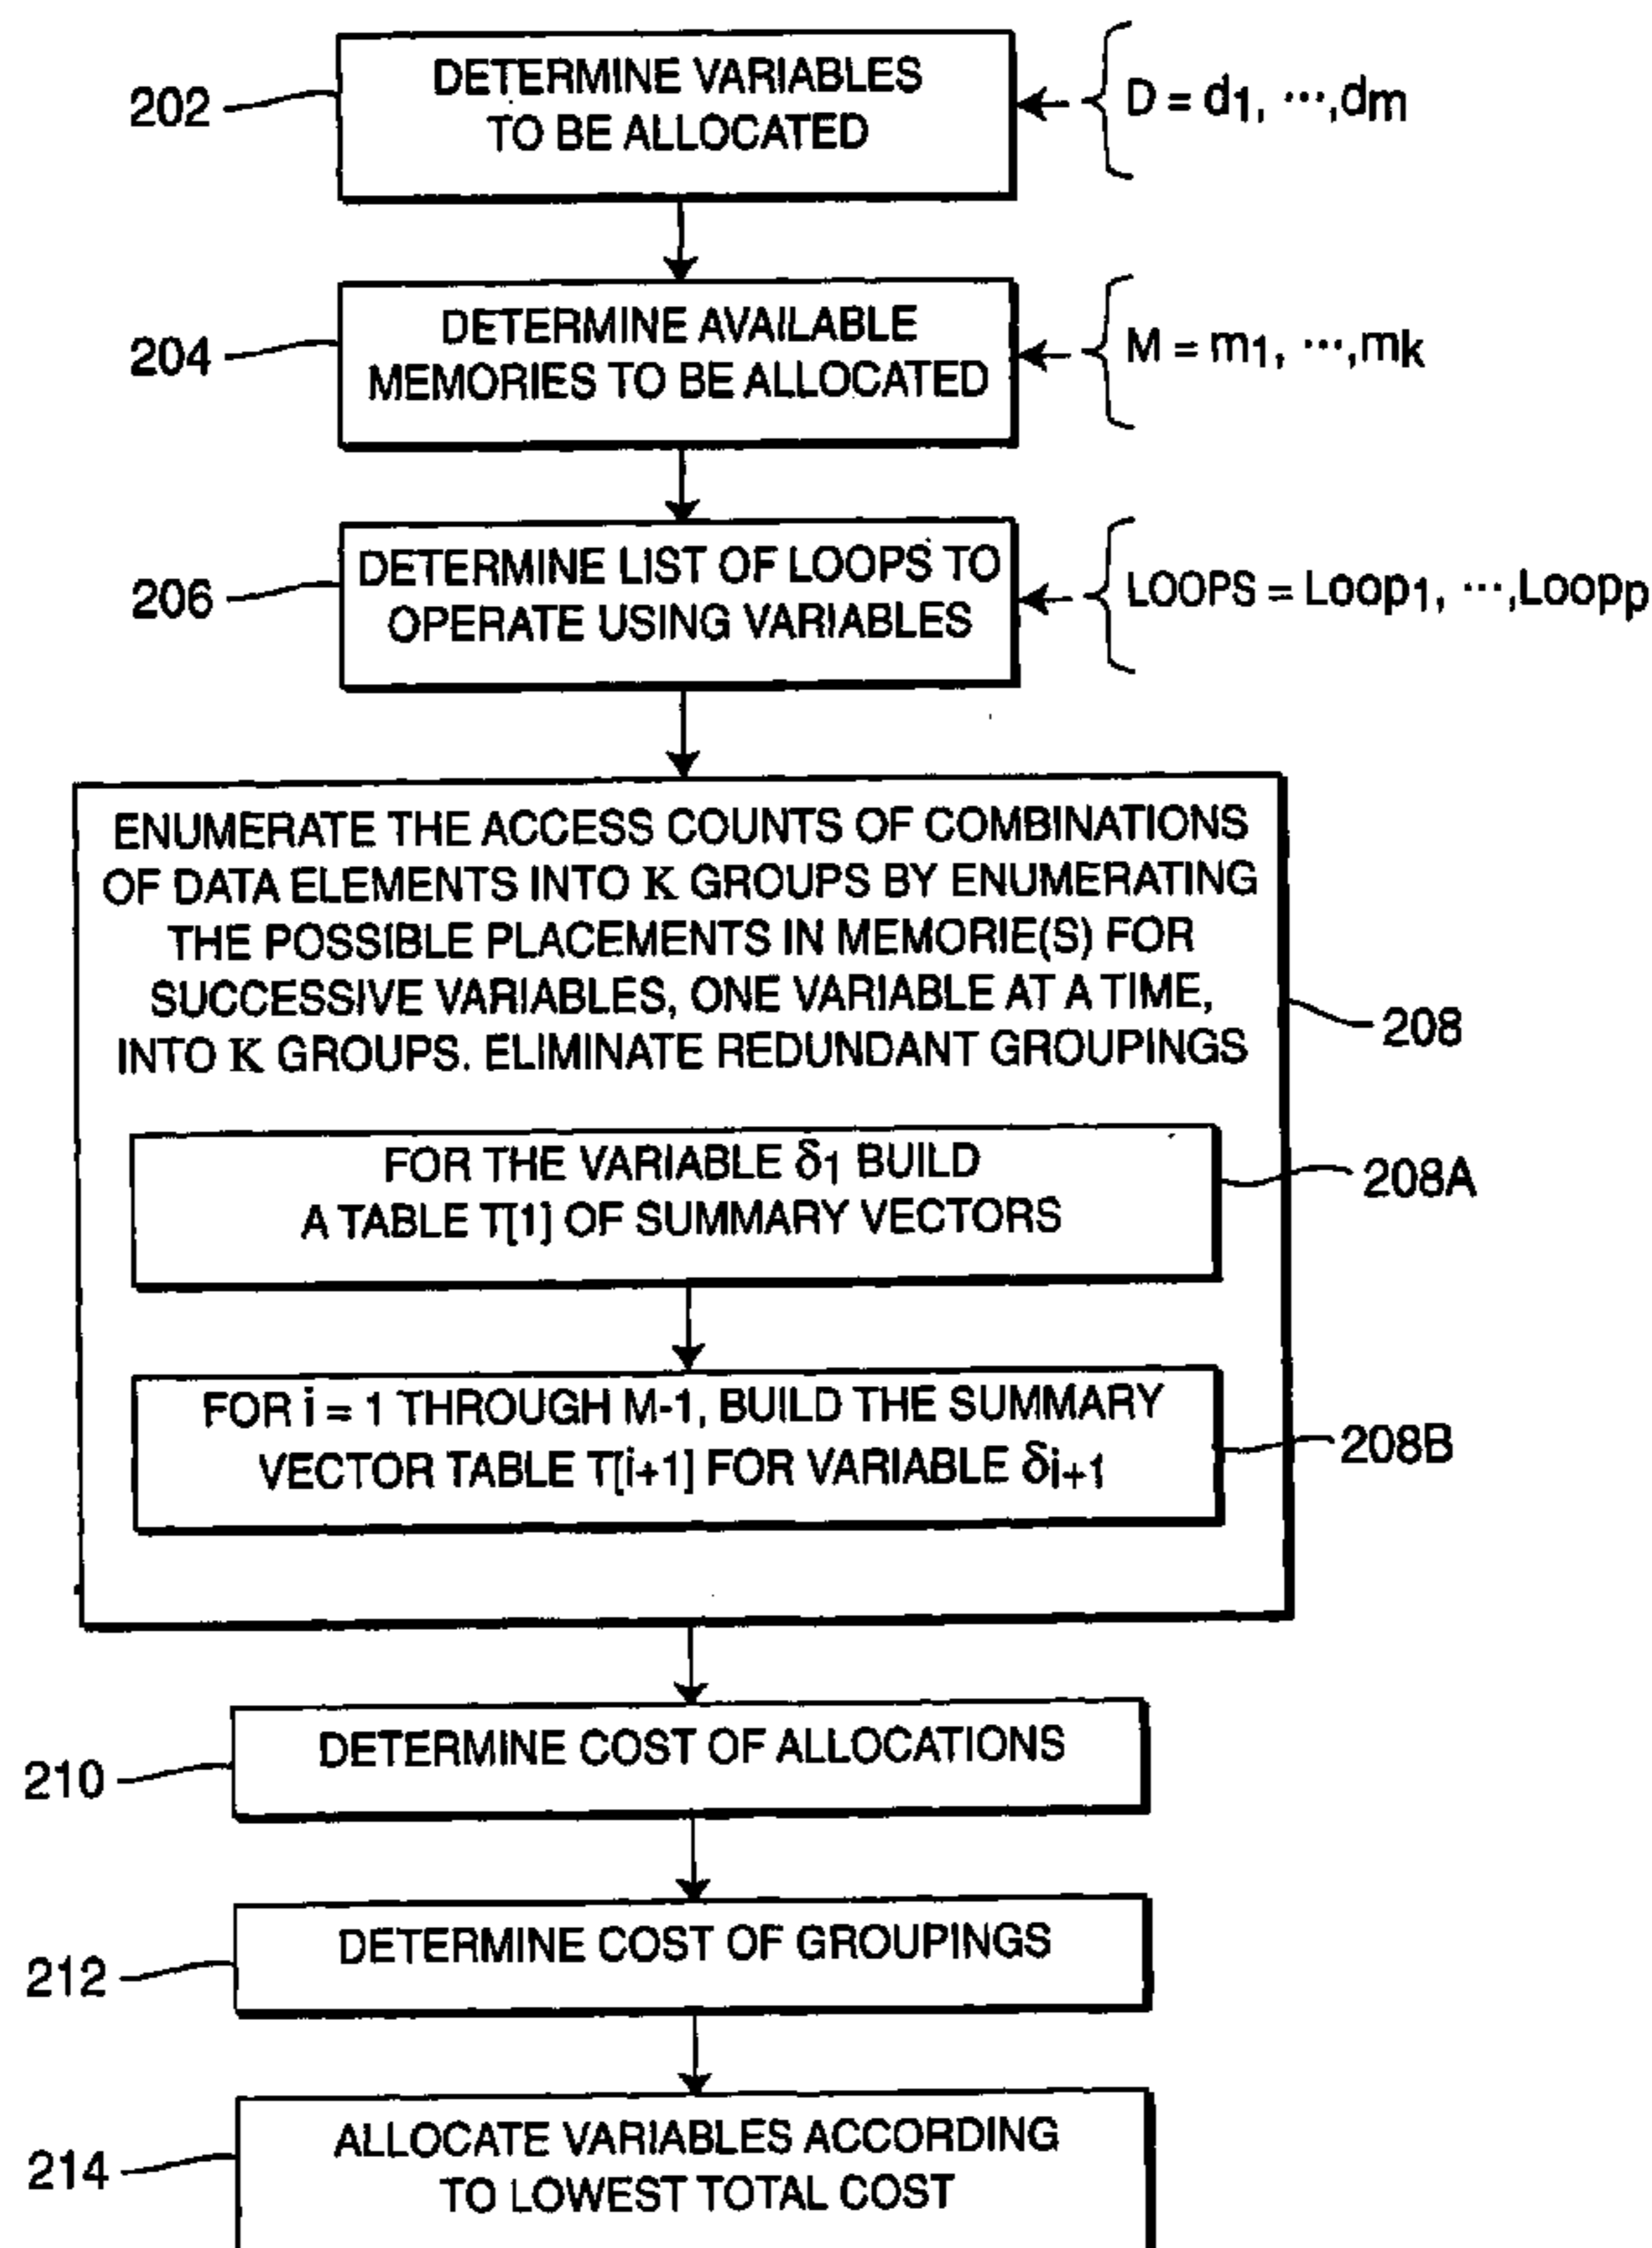 202
DETERMINE VARIABLES
TO BE ALLOCATED
D = d1, ···,dm
204
DETERMINE AVAILABLE
MEMORIES TO BE ALLOCATED
M = m1, ···,mk
206
DETERMINE LIST OF LOOPS TO
OPERATE USING VARIABLES
LOOPS = Loop1, ···,Loopp
ENUMERATE THE ACCESS COUNTS OF COMBINATIONS
OF DATA ELEMENTS INTO K GROUPS BY ENUMERATING
THE POSSIBLE PLACEMENTS IN MEMORIE(S) FOR
SUCCESSIVE VARIABLES, ONE VARIABLE AT A TIME,
INTO K GROUPS. ELIMINATE REDUNDANT GROUPINGS
208
FOR THE VARIABLE δ1 BUILD
A TABLE T[1] OF SUMMARY VECTORS
208A
FOR i = 1 THROUGH M-1, BUILD THE SUMMARY
VECTOR TABLE T[i+1] FOR VARIABLE δi+1
208B
210
DETERMINE COST OF ALLOCATIONS
212
DETERMINE COST OF GROUPINGS
214
ALLOCATE VARIABLES ACCORDING
TO LOWEST TOTAL COST